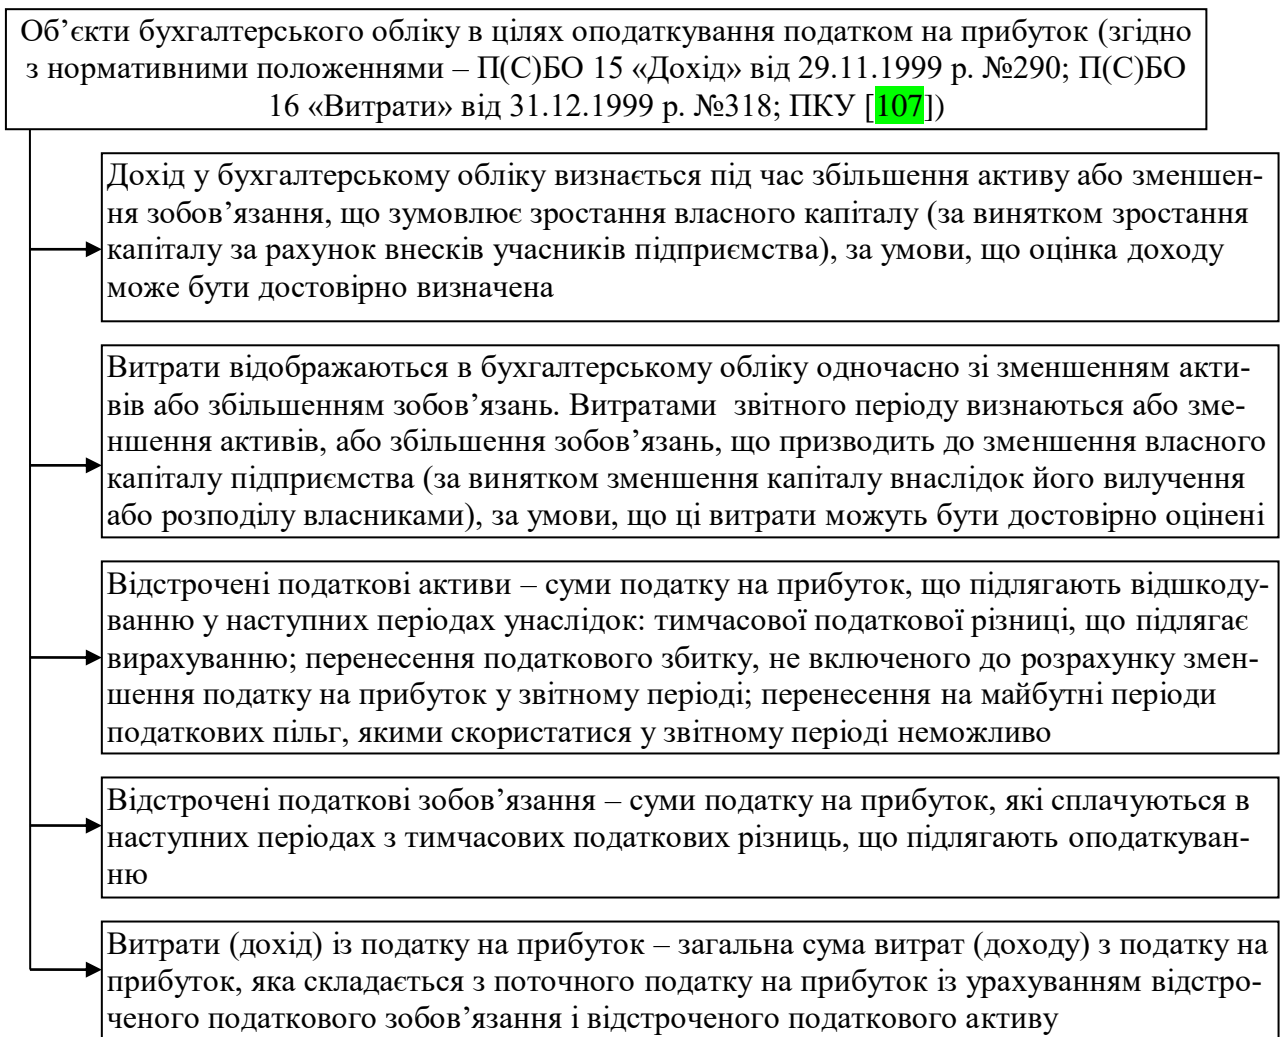 Об’єкти бухгалтерського обліку в цілях оподаткування податком на прибуток (згідно
з нормативними положеннями – П(С)БО 15 «Дохід» від 29.11.1999 р. №290; П(С)БО
16 «Витрати» від 31.12.1999 р. №318; ПКУ [107])
Дохід у бухгалтерському обліку визнається під час збільшення активу або зменшен-
ня зобов’язання, що зумовлює зростання власного капіталу (за винятком зростання
капіталу за рахунок внесків учасників підприємства), за умови, що оцінка доходу
може бути достовірно визначена
Витрати відображаються в бухгалтерському обліку одночасно зі зменшенням акти-
вів або збільшенням зобов’язань. Витратами  звітного періоду визнаються або зме-
ншення активів, або збільшення зобов’язань, що призводить до зменшення власного
капіталу підприємства (за винятком зменшення капіталу внаслідок його вилучення
або розподілу власниками), за умови, що ці витрати можуть бути достовірно оцінені
Відстрочені податкові активи – суми податку на прибуток, що підлягають відшкоду-
ванню у наступних періодах унаслідок: тимчасової податкової різниці, що підлягає
вирахуванню; перенесення податкового збитку, не включеного до розрахунку змен-
шення податку на прибуток у звітному періоді; перенесення на майбутні періоди
податкових пільг, якими скористатися у звітному періоді неможливо
Відстрочені податкові зобов’язання – суми податку на прибуток, які сплачуються в
наступних періодах з тимчасових податкових різниць, що підлягають оподаткуван-
ню
Витрати (дохід) із податку на прибуток – загальна сума витрат (доходу) з податку на
прибуток, яка складається з поточного податку на прибуток із урахуванням відстро-
ченого податкового зобов’язання і відстроченого податкового активу